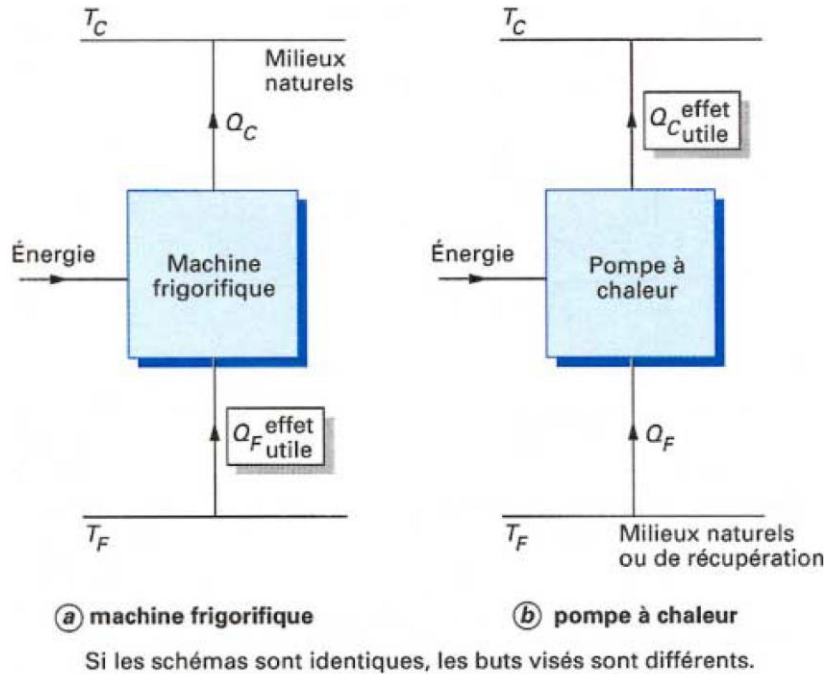 T_C
Milieux
naturels
Q_C
Énergie
Machine
frigorifique
Q_F effet
utile
T_F
ⓐ machine frigorifique
T_C
Q_C effet
utile
Énergie
Pompe à
chaleur
Q_F
T_F
Milieux naturels
ou de récupération
ⓑ pompe à chaleur
Si les schémas sont identiques, les buts visés sont différents.